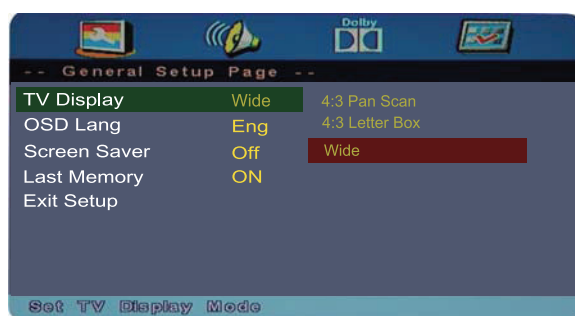 Dolby
-- General Setup Page --
TV Display Wide 4:3 Pan Scan
OSD Lang Eng 4:3 Letter Box
Screen Saver Off Wide
Last Memory ON
Exit Setup
Set TV Display Mode